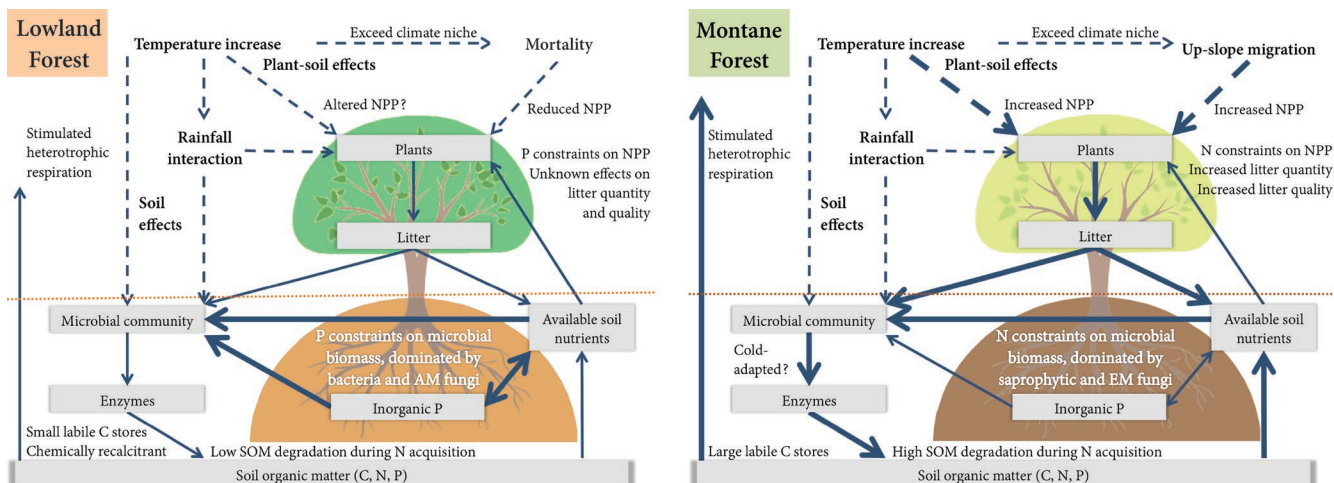 Lowland
Forest
Temperature increase
Exceed climate niche
Mortality
Plant-soil effects
Altered NPP?
Reduced NPP
Stimulated
heterotrophic
respiration
Rainfall
interaction
Plants
P constraints on NPP
Unknown effects on
litter quantity
and quality
Soil
effects
Litter
Microbial community
Available soil
nutrients
P constraints on microbial
biomass, dominated by
bacteria and AM fungi
Enzymes
Inorganic P
Small labile C stores
Chemically recalcitrant
Low SOM degradation during N acquisition
Soil organic matter (C, N, P)
Montane
Forest
Temperature increase
Exceed climate niche
Up-slope migration
Plant-soil effects
Increased NPP
Increased NPP
Stimulated
heterotrophic
respiration
Rainfall
interaction
Plants
N constraints on NPP
Increased litter quantity
Increased litter quality
Soil
effects
Litter
Microbial community
Available soil
nutrients
N constraints on microbial
biomass, dominated by
saprophytic and EM fungi
Cold-
adapted?
Enzymes
Inorganic P
Large labile C stores
High SOM degradation during N acquisition
Soil organic matter (C, N, P)